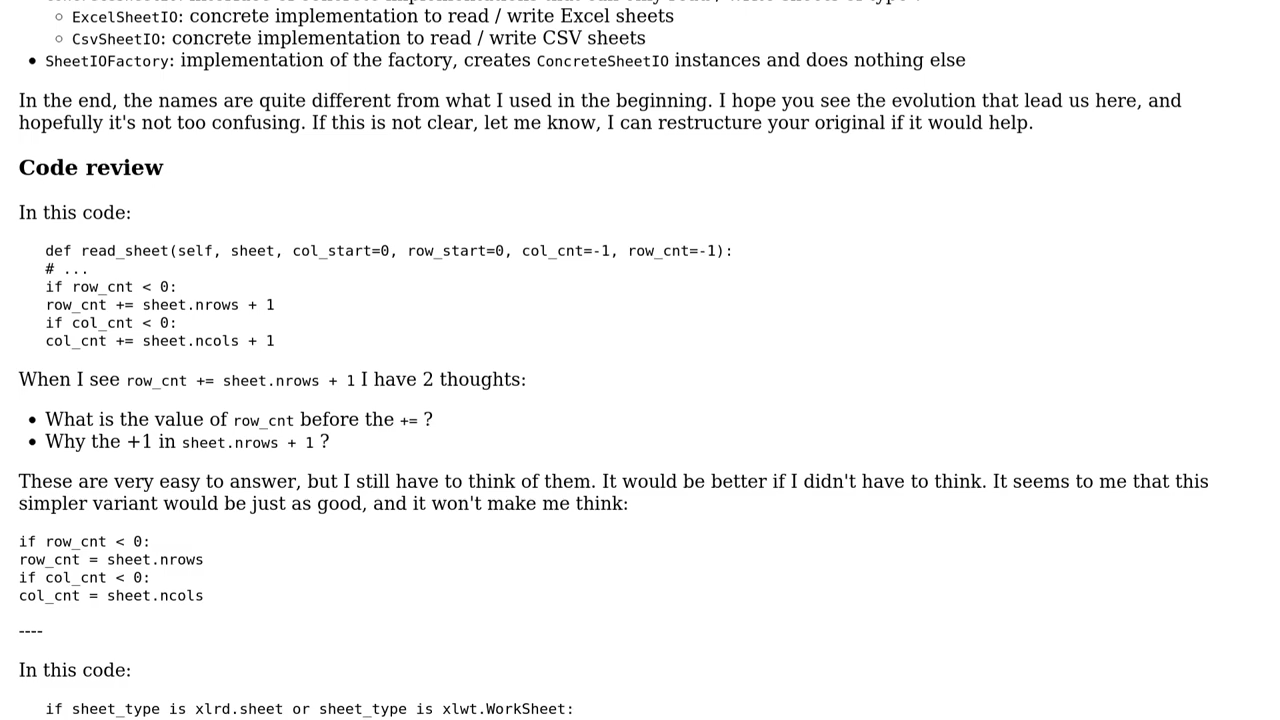 ExcelSheetIO: concrete implementation to read / write Excel sheets
CsvSheetIO: concrete implementation to read / write CSV sheets
SheetIOFactory: implementation of the factory, creates ConcreteSheetIO instances and does nothing else
In the end, the names are quite different from what I used in the beginning. I hope you see the evolution that lead us here, and
hopefully it's not too confusing. If this is not clear, let me know, I can restructure your original if it would help.
Code review
In this code:
def read_sheet(self, sheet, col_start=0, row_start=0, col_cnt=-1, row_cnt=-1):
# ...
if row_cnt < 0:
row_cnt += sheet.nrows + 1
if col_cnt < 0:
col_cnt += sheet.ncols + 1
When I see row_cnt += sheet.nrows + 1 I have 2 thoughts:
What is the value of row_cnt before the += ?
Why the +1 in sheet.nrows + 1 ?
These are very easy to answer, but I still have to think of them. It would be better if I didn't have to think. It seems to me that this
simpler variant would be just as good, and it won't make me think:
if row_cnt < 0:
row_cnt = sheet.nrows
if col_cnt < 0:
col_cnt = sheet.ncols
----
In this code:
if sheet_type is xlrd.sheet or sheet_type is xlwt.WorkSheet: